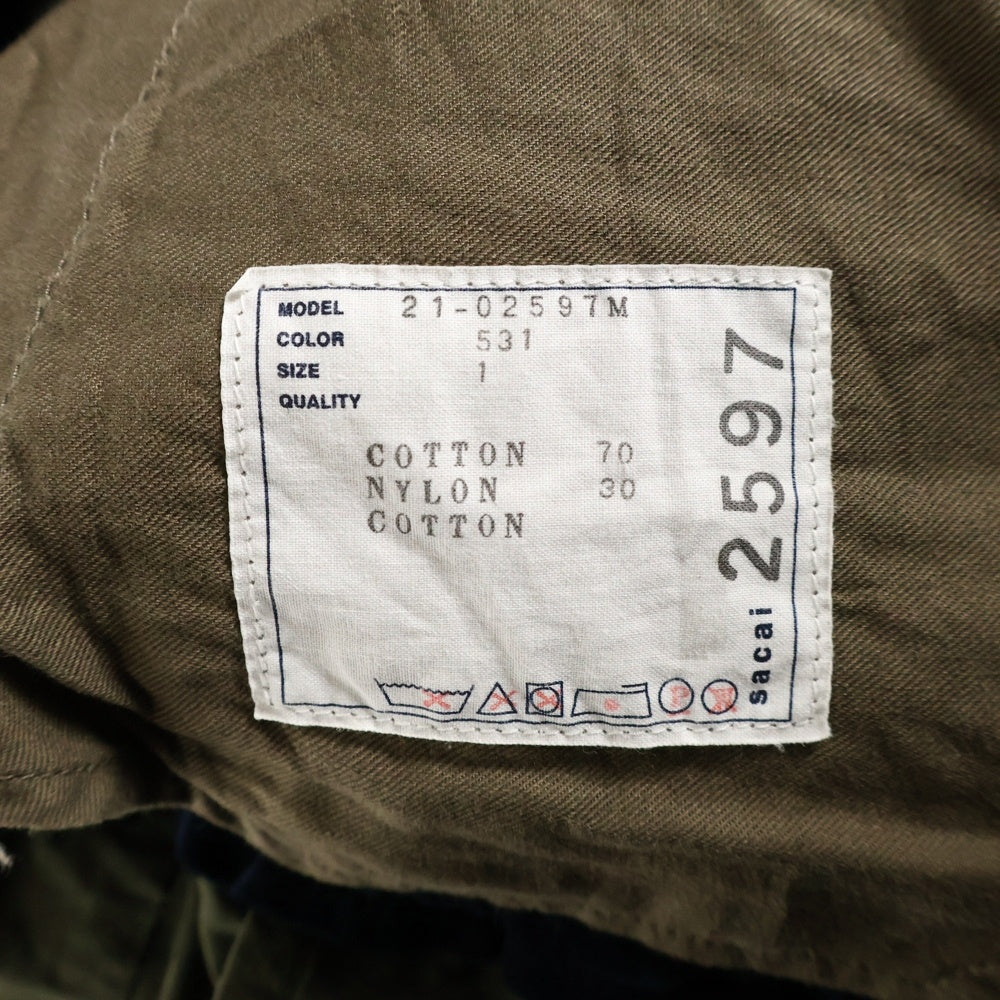 MODEL 21-02597M
COLOR 531
SIZE 1
QUALITY
COTTON 70
NYLON 30
COTTON
P
sacai 2597